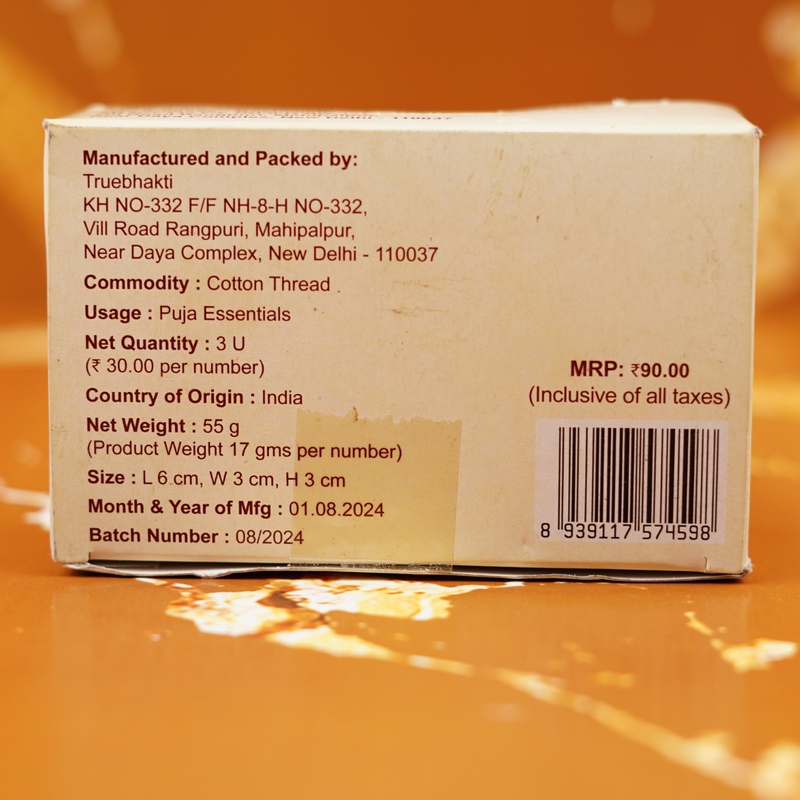 Manufactured and Packed by:
Truebhakti
KH NO-332 F/F NH-8-H NO-332,
Vill Road Rangpuri, Mahipalpur,
Near Daya Complex, New Delhi - 110037
Commodity : Cotton Thread
Usage : Puja Essentials
Net Quantity : 3 U
(₹ 30.00 per number)
Country of Origin : India
Net Weight : 55 g
(Product Weight 17 gms per number)
Size : L 6 cm, W 3 cm, H 3 cm
Month & Year of Mfg : 01.08.2024
Batch Number : 08/2024
MRP: ₹90.00
(Inclusive of all taxes)
8 939117 574598